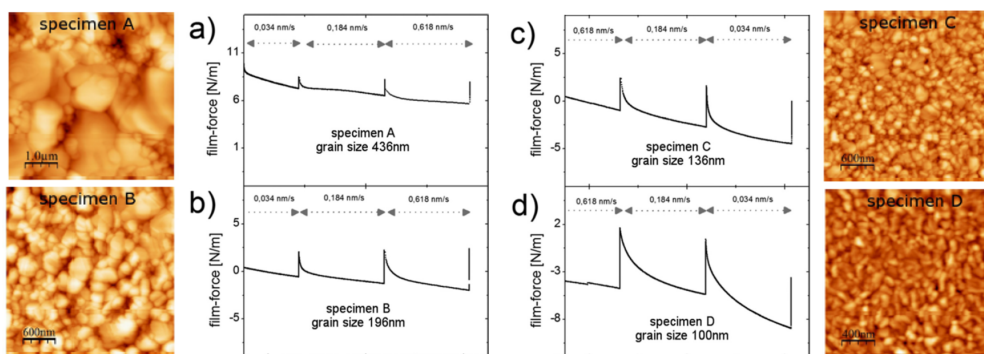 specimen A
1.0µm
specimen B
600nm
a)
0,034 nm/s 0,184 nm/s 0,618 nm/s
11
6
1
film-force [N/m]
specimen A
grain size 436nm
b)
0,034 nm/s 0,184 nm/s 0,618 nm/s
5
0
-5
film-force [N/m]
specimen B
grain size 196nm
c)
0,618 nm/s 0,184 nm/s 0,034 nm/s
5
0
-5
film-force [N/m]
specimen C
grain size 136nm
d)
0,618 nm/s 0,184 nm/s 0,034 nm/s
2
-3
-8
film-force [N/m]
specimen D
grain size 100nm
specimen C
600nm
specimen D
400nm